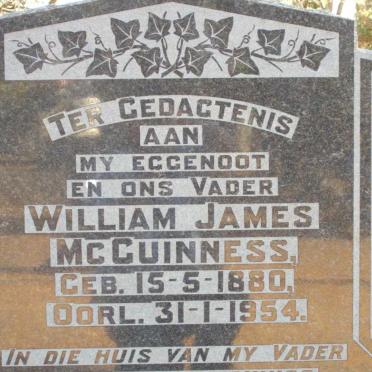 TER GEDAGTENIS
AAN
MY EGGENOOT
EN ONS VADER
WILLIAM JAMES
McGUINNESS,
GEB. 15-5-1880,
OORL. 31-1-1954.
IN DIE HUIS VAN MY VADER